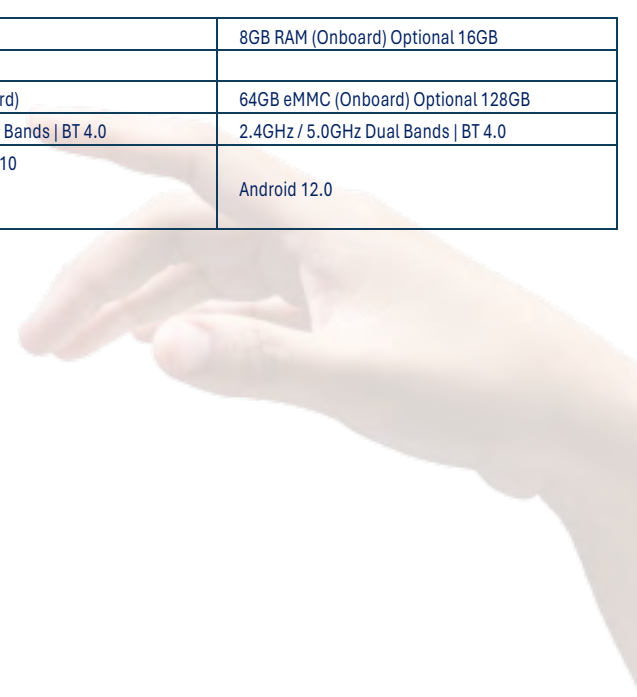 8GB RAM (Onboard) Optional 16GB
rd) 64GB eMMC (Onboard) Optional 128GB
Bands | BT 4.0 2.4GHz / 5.0GHz Dual Bands | BT 4.0
10
Android 12.0